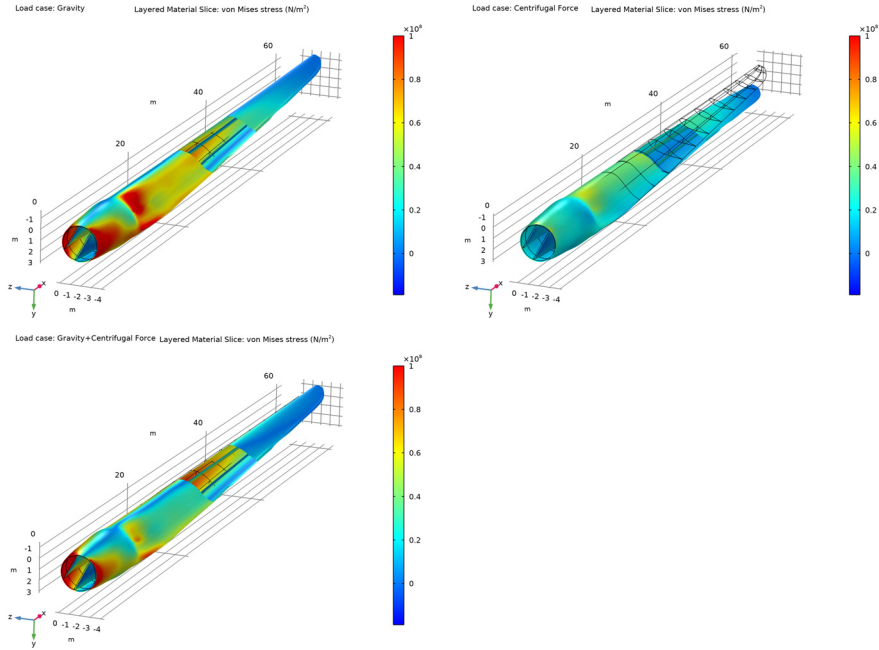 Load case: Gravity Layered Material Slice: von Mises stress (N/m²)
×10⁸
1
0.8
0.6
0.4
0.2
0
60
40
20
m
0
-1
0
1
2
3
m
0 -1 -2 -3 -4
m
z x
y
Load case: Centrifugal Force Layered Material Slice: von Mises stress (N/m²)
×10⁸
1
0.8
0.6
0.4
0.2
0
60
40
20
m
0
-1
0
1
2
3
m
0 -1 -2 -3 -4
m
z x
y
Load case: Gravity+Centrifugal Force Layered Material Slice: von Mises stress (N/m²)
×10⁸
1
0.8
0.6
0.4
0.2
0
60
40
20
m
0
-1
0
1
2
3
m
0 -1 -2 -3 -4
m
z x
y